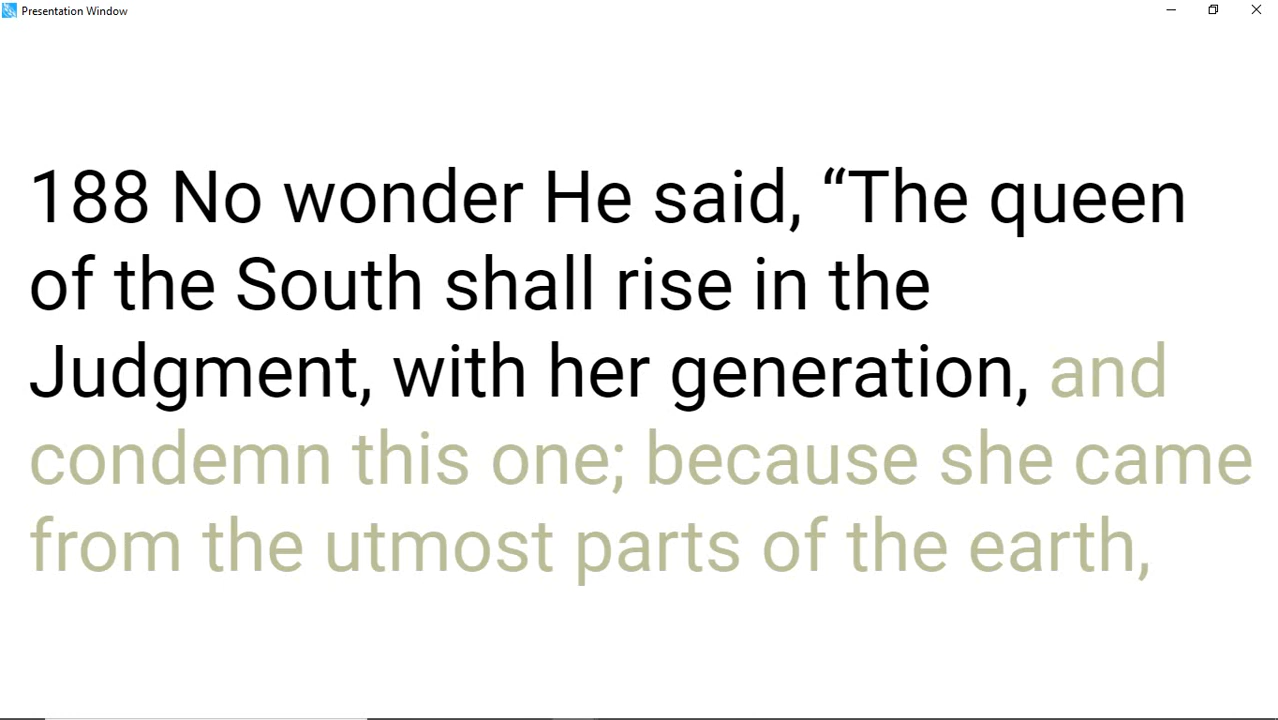 Presentation Window
188 No wonder He said, “The queen
of the South shall rise in the
Judgment, with her generation, and
condemn this one; because she came
from the utmost parts of the earth,